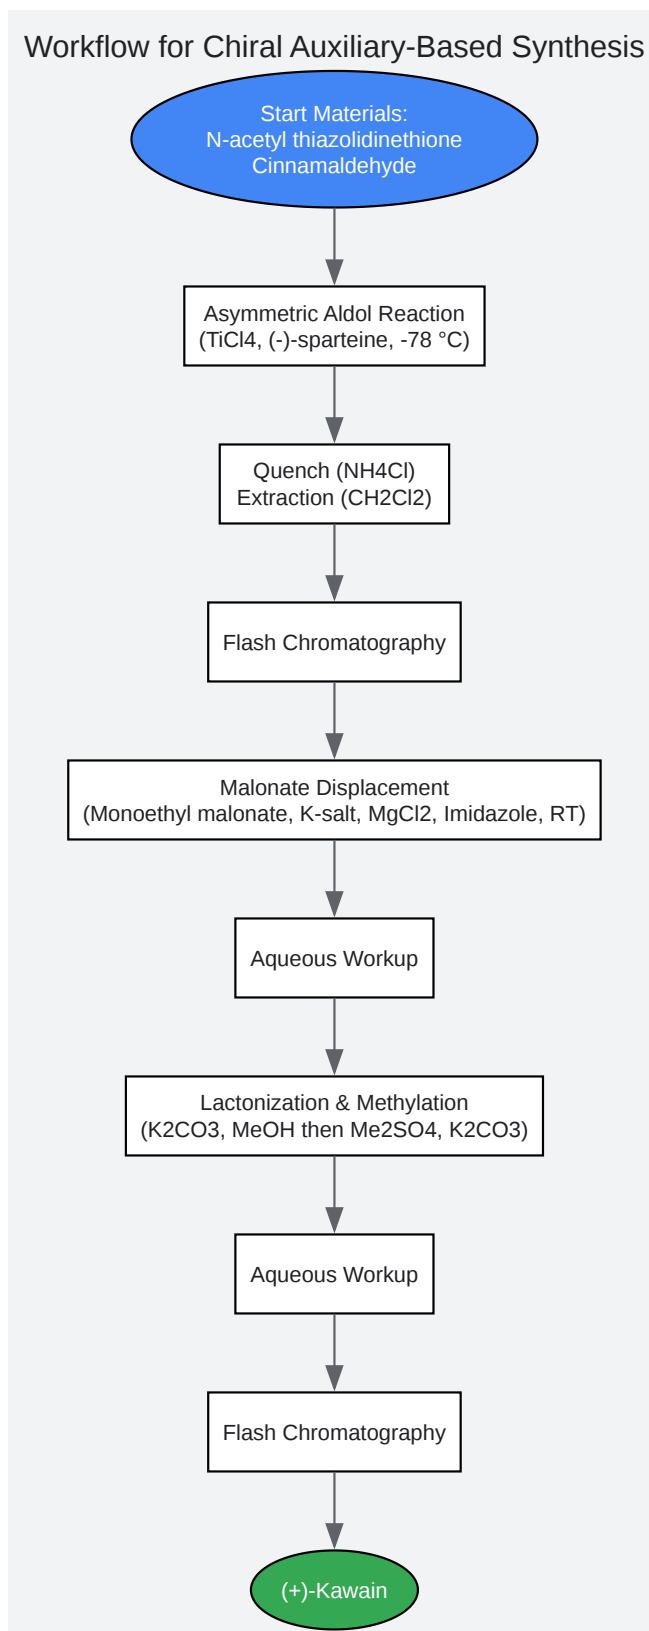 Workflow for Chiral Auxiliary-Based Synthesis
Start Materials:
N-acetyl thiazolidinethione
Cinnamaldehyde
Asymmetric Aldol Reaction
(TiCl4, (-)-sparteine, -78 °C)
Quench (NH4Cl)
Extraction (CH2Cl2)
Flash Chromatography
Malonate Displacement
(Monoethyl malonate, K-salt, MgCl2, Imidazole, RT)
Aqueous Workup
Lactonization & Methylation
(K2CO3, MeOH then Me2SO4, K2CO3)
Aqueous Workup
Flash Chromatography
(+)-Kawain